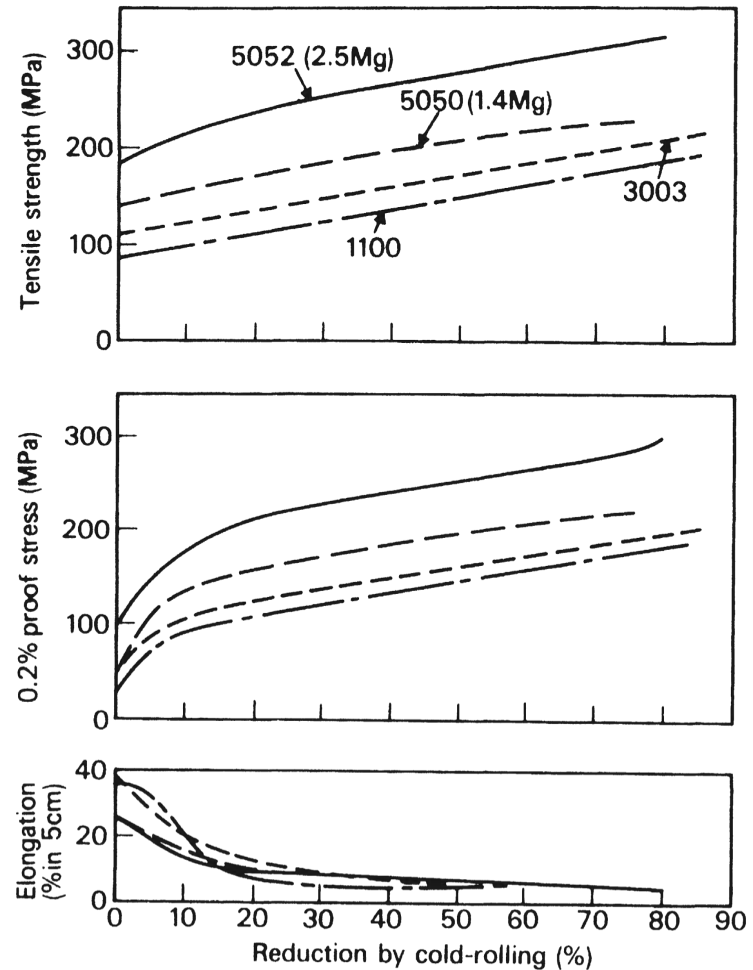 300
200
100
0
Tensile strength (MPa)
5052 (2.5Mg)
5050 (1.4Mg)
3003
1100
300
200
100
0
0.2% proof stress (MPa)
40
20
0
Elongation
(% in 5cm)
0 10 20 30 40 50 60 70 80 90
Reduction by cold-rolling (%)